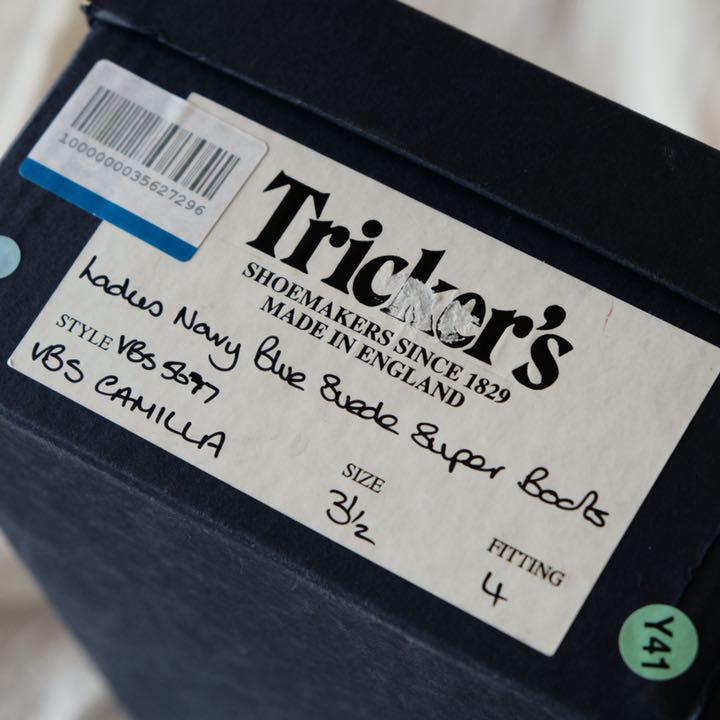 1000000035627296
Tricker's
SHOEMAKERS SINCE 1829
MADE IN ENGLAND
Ladies Navy Blue Suede Super Boots
STYLE VBS 5697
VBS CAMILLA
SIZE
3½
FITTING
4
Y41